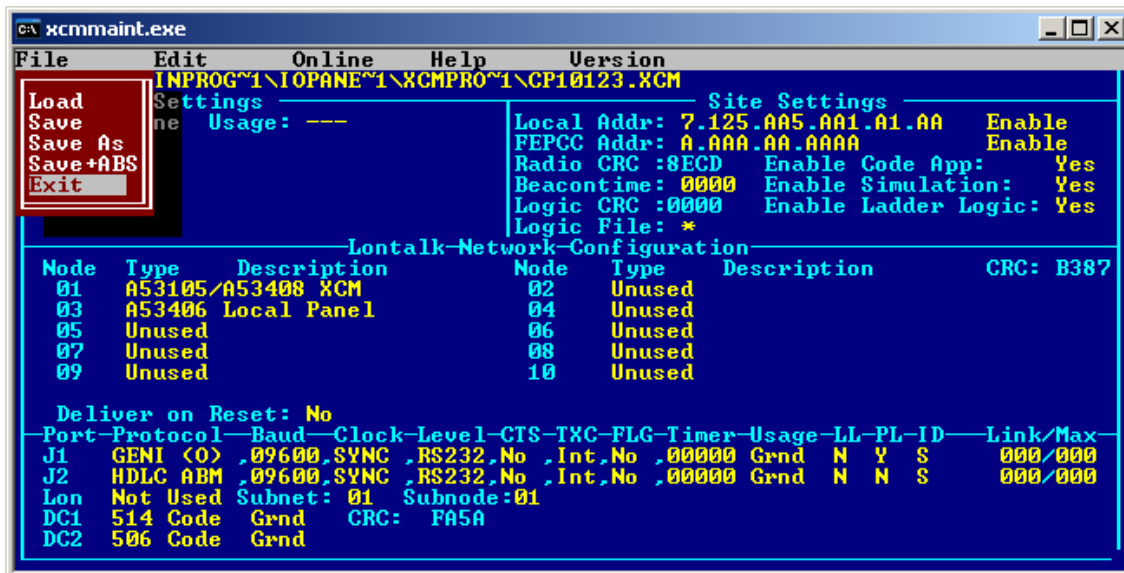 xcmmaint.exe
File Edit Online Help Version
INPROG~1\IOPANE~1\XCMPRO~1\CP10123.XCM
Load
Save
Save As
Save+ABS
Exit
Settings
ne Usage: ---
Site Settings
Local Addr: 7.125.AA5.AA1.A1.AA Enable
FEPCC Addr: A.AAA.AA.AAAA Enable
Radio CRC :8ECD Enable Code App: Yes
Beacontime: 0000 Enable Simulation: Yes
Logic CRC :0000 Enable Ladder Logic: Yes
Logic File: *
Lontalk Network Configuration
Node Type Description Node Type Description CRC: B387
01 A53105/A53408 XCM 02 Unused
03 A53406 Local Panel 04 Unused
05 Unused 06 Unused
07 Unused 08 Unused
09 Unused 10 Unused
Deliver on Reset: No
Port Protocol Baud Clock Level CTS TXC FLG Timer Usage LL PL ID Link/Max
J1 GENI (O) ,09600,SYNC ,RS232,No ,Int,No ,00000 Grnd N Y S 000/000
J2 HDLC ABM ,09600,SYNC ,RS232,No ,Int,No ,00000 Grnd N N S 000/000
Lon Not Used Subnet: 01 Subnode:01
DC1 514 Code Grnd CRC: FA5A
DC2 506 Code Grnd